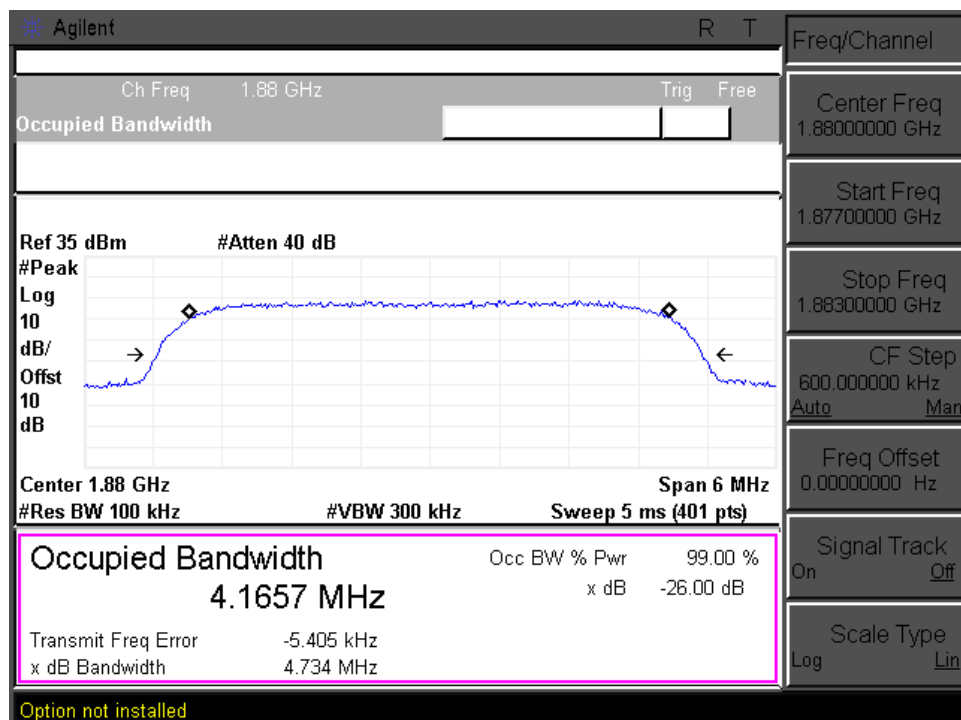 Agilent R T
Freq/Channel
Ch Freq 1.88 GHz Trig Free
Occupied Bandwidth
Center Freq
1.88000000 GHz
Start Freq
1.87700000 GHz
Stop Freq
1.88300000 GHz
CF Step
600.000000 kHz
Auto Man
Freq Offset
0.00000000 Hz
Signal Track
On Off
Scale Type
Log Lin
Ref 35 dBm #Atten 40 dB
#Peak
Log
10
dB/
Offst
10
dB
Center 1.88 GHz Span 6 MHz
#Res BW 100 kHz #VBW 300 kHz Sweep 5 ms (401 pts)
Occupied Bandwidth
4.1657 MHz
Occ BW % Pwr 99.00 %
x dB -26.00 dB
Transmit Freq Error -5.405 kHz
x dB Bandwidth 4.734 MHz
Option not installed